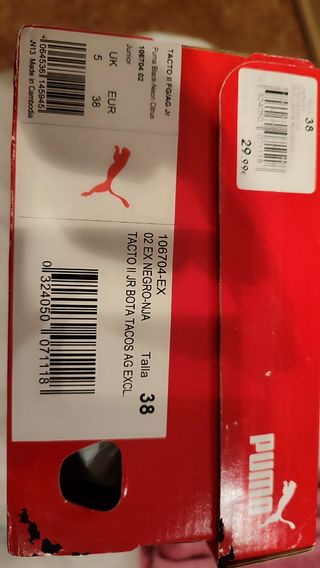 TACTO II FG/AG Jr
Puma Black-Neon Citrus
106704 02
Junior
UK EUR
5 38
4 064536 145945
JN13 Made in Cambodia
106704-EX
02 EX NEGRO-NJA Talla 38
TACTO II JR BOTA TACOS AG EXCL.
0 324050 071118
38
29.99€
PUMA